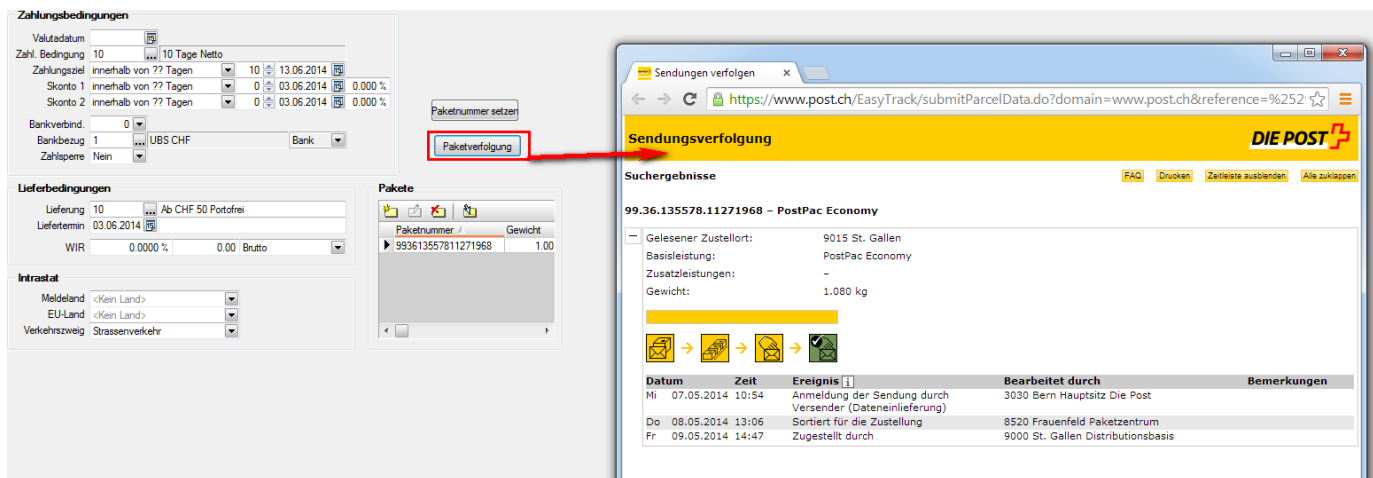 Zahlungsbedingungen
Valutadatum
Zahl. Bedingung 10 ... 10 Tage Netto
Zahlungsziel innerhalb von ?? Tagen 10 13.06.2014
Skonto 1 innerhalb von ?? Tagen 0 03.06.2014 0.000 %
Skonto 2 innerhalb von ?? Tagen 0 03.06.2014 0.000 %
Bankverbind. 0
Bankbezug 1 ... UBS CHF Bank
Zahlsperre Nein
Paketnummer setzen
Paketverfolgung
Lieferbedingungen
Lieferung 10 ... Ab CHF 50 Portofrei
Liefertermin 03.06.2014
WIR 0.0000 % 0.00 Brutto
Pakete
Paketnummer Gewicht
993613557811271968 1.00
Intrastat
Meldeland <Kein Land>
EU-Land <Kein Land>
Verkehrszweig Strassenverkehr
Sendungen verfolgen
https://www.post.ch/EasyTrack/submitParcelData.do?domain=www.post.ch&reference=%252
Sendungsverfolgung
DIE POST
Suchergebnisse
FAQ Drucken Zeitleiste ausblenden Alle zuklappen
99.36.135578.11271968 – PostPac Economy
Gelesener Zustellort: 9015 St. Gallen
Basisleistung: PostPac Economy
Zusatzleistungen: –
Gewicht: 1.080 kg
Datum Zeit Ereignis i Bearbeitet durch Bemerkungen
Mi 07.05.2014 10:54 Anmeldung der Sendung durch 3030 Bern Hauptsitz Die Post
Versender (Dateneinlieferung)
Do 08.05.2014 13:06 Sortiert für die Zustellung 8520 Frauenfeld Paketzentrum
Fr 09.05.2014 14:47 Zugestellt durch 9000 St. Gallen Distributionsbasis